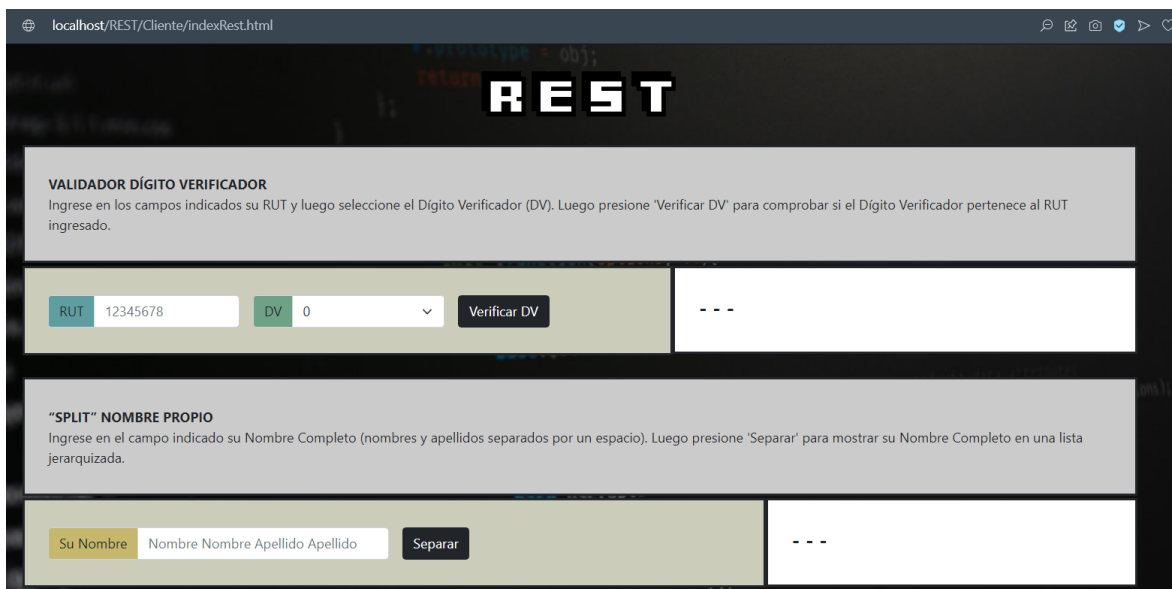 localhost/REST/Cliente/indexRest.html
r.prototype = obj;
return
};
}
REST
VALIDADOR DÍGITO VERIFICADOR
Ingrese en los campos indicados su RUT y luego seleccione el Dígito Verificador (DV). Luego presione 'Verificar DV' para comprobar si el Dígito Verificador pertenece al RUT
ingresado.
RUT 12345678 DV 0 Verificar DV - - -
“SPLIT” NOMBRE PROPIO
Ingrese en el campo indicado su Nombre Completo (nombres y apellidos separados por un espacio). Luego presione 'Separar' para mostrar su Nombre Completo en una lista
jerarquizada.
Su Nombre Nombre Nombre Apellido Apellido Separar - - -